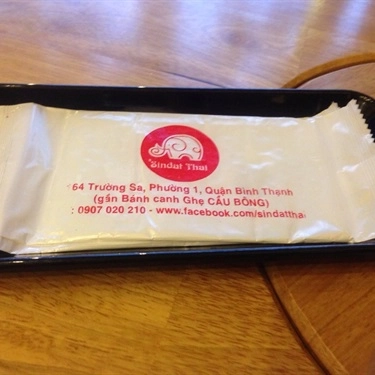 Sindat Thai
64 Trường Sa, Phường 1, Quận Bình Thạnh
(gần Bánh canh Ghẹ CẦU BÔNG)
: 0907 020 210 - www.facebook.com/sindattha